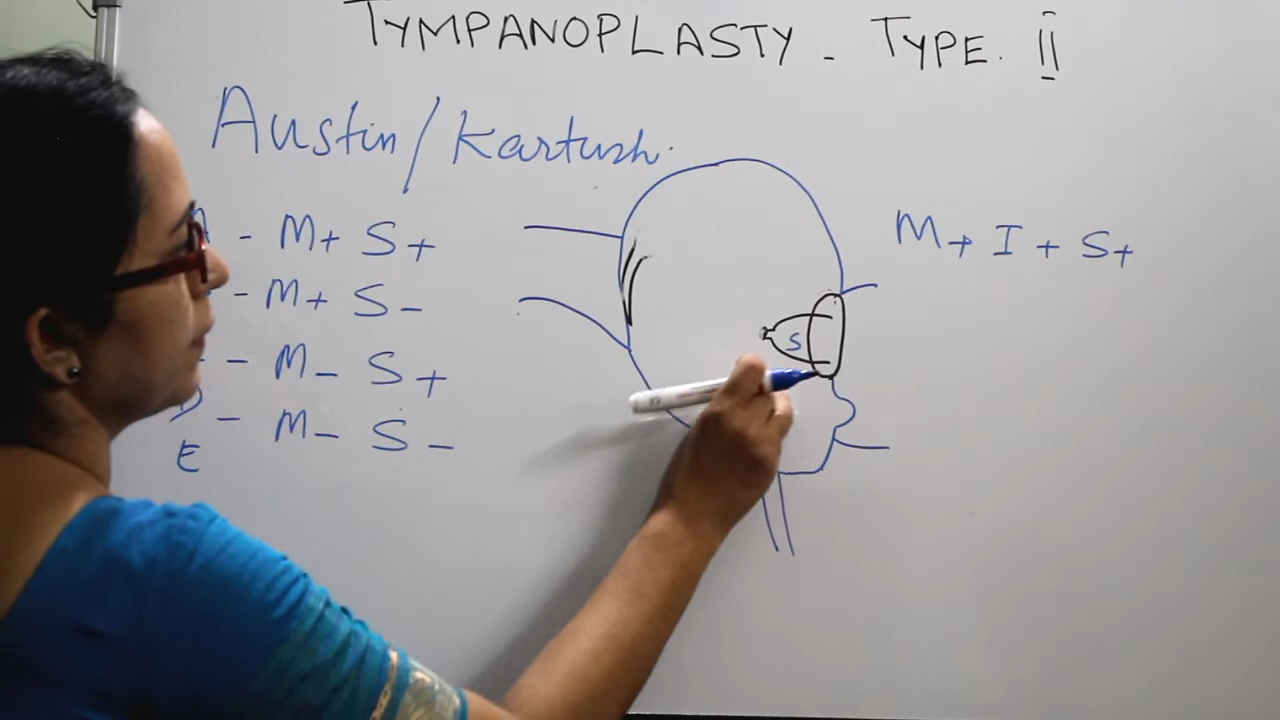 TYMPANOPLASTY - TYPE. ii
Austin/Kartush.
A - M+ S+
- M+ S-
- M- S+
D - M- S-
E
M+ I+ S+
S